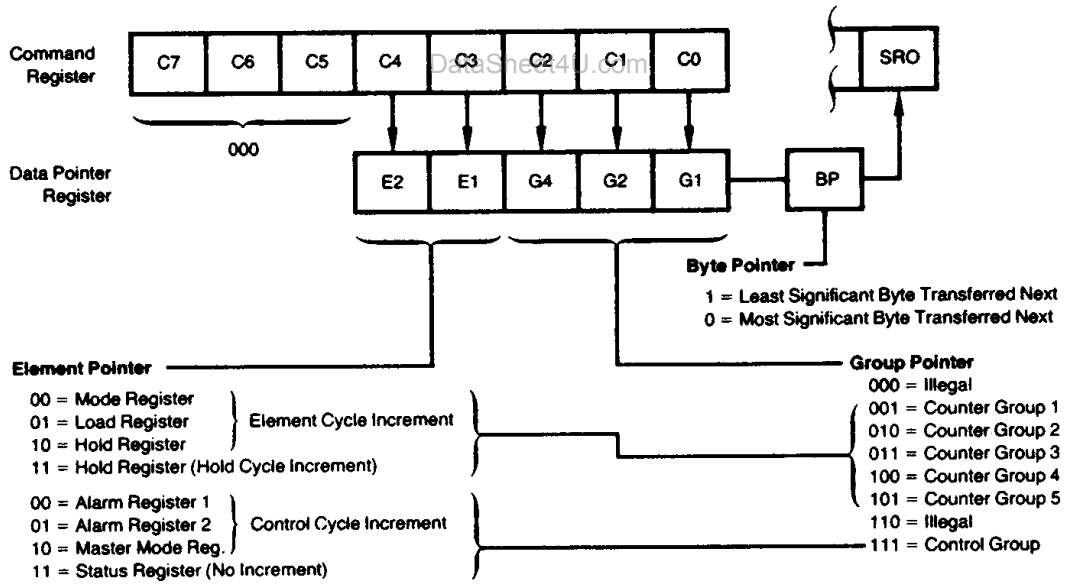 Command
Register
C7 C6 C5 C4 C3 C2 C1 C0
SRO
DataSheet4U.com
000
Data Pointer
Register
E2 E1 G4 G2 G1
BP
Byte Pointer
1 = Least Significant Byte Transferred Next
0 = Most Significant Byte Transferred Next
Element Pointer
00 = Mode Register
01 = Load Register
10 = Hold Register
Element Cycle Increment
11 = Hold Register (Hold Cycle Increment)
00 = Alarm Register 1
01 = Alarm Register 2
10 = Master Mode Reg.
Control Cycle Increment
11 = Status Register (No Increment)
Group Pointer
000 = Illegal
001 = Counter Group 1
010 = Counter Group 2
011 = Counter Group 3
100 = Counter Group 4
101 = Counter Group 5
110 = Illegal
111 = Control Group